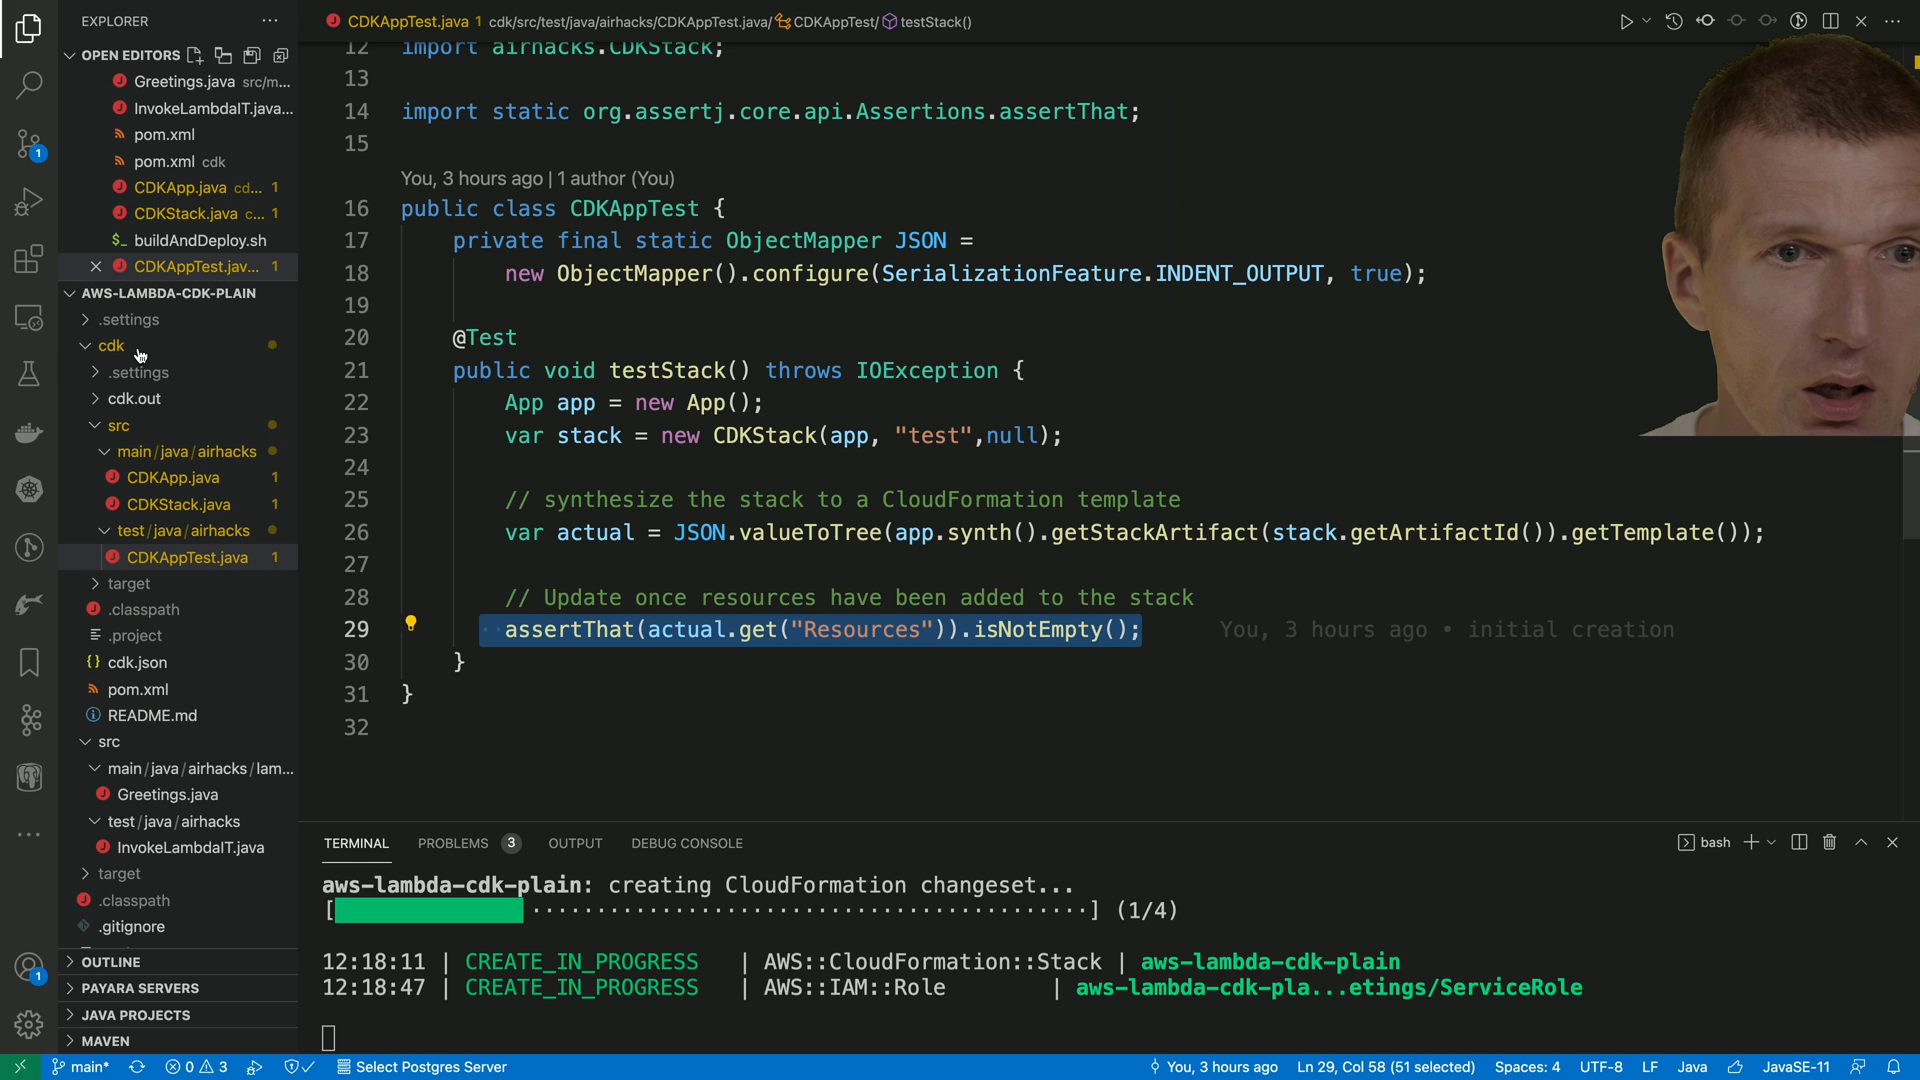 EXPLORER
OPEN EDITORS
Greetings.java src/m...
InvokeLambdaIT.java...
pom.xml
pom.xml cdk
CDKApp.java cd... 1
CDKStack.java c... 1
buildAndDeploy.sh
CDKAppTest.jav... 1
AWS-LAMBDA-CDK-PLAIN
.settings
cdk
.settings
cdk.out
src
main/java/airhacks
CDKApp.java 1
CDKStack.java 1
test/java/airhacks
CDKAppTest.java 1
target
.classpath
.project
cdk.json
pom.xml
README.md
src
main/java/airhacks/lam...
Greetings.java
test/java/airhacks
InvokeLambdaIT.java
target
.classpath
.gitignore
OUTLINE
PAYARA SERVERS
JAVA PROJECTS
MAVEN
1
1
CDKAppTest.java 1 cdk/src/test/java/airhacks/CDKAppTest.java/ CDKAppTest/ testStack()
12 import airhacks.CDKStack;
13
14 import static org.assertj.core.api.Assertions.assertThat;
15
You, 3 hours ago | 1 author (You)
16 public class CDKAppTest {
17 private final static ObjectMapper JSON =
18 new ObjectMapper().configure(SerializationFeature.INDENT_OUTPUT, true);
19
20 @Test
21 public void testStack() throws IOException {
22 App app = new App();
23 var stack = new CDKStack(app, "test",null);
24
25 // synthesize the stack to a CloudFormation template
26 var actual = JSON.valueToTree(app.synth().getStackArtifact(stack.getArtifactId()).getTemplate());
27
28 // Update once resources have been added to the stack
29 assertThat(actual.get("Resources")).isNotEmpty(); You, 3 hours ago • initial creation
30 }
31 }
32
TERMINAL PROBLEMS 3 OUTPUT DEBUG CONSOLE bash
aws-lambda-cdk-plain: creating CloudFormation changeset...
[··········································] (1/4)
12:18:11 | CREATE_IN_PROGRESS | AWS::CloudFormation::Stack | aws-lambda-cdk-plain
12:18:47 | CREATE_IN_PROGRESS | AWS::IAM::Role | aws-lambda-cdk-pla...etings/ServiceRole
main* 0 3 Select Postgres Server You, 3 hours ago Ln 29, Col 58 (51 selected) Spaces: 4 UTF-8 LF Java JavaSE-11